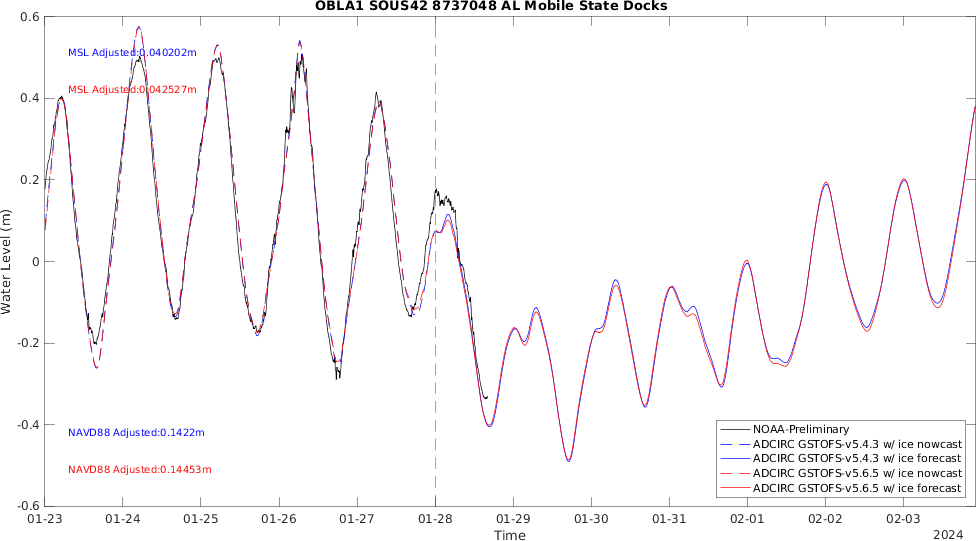 OBLA1 SOUS42 8737048 AL Mobile State Docks
0.6
0.4
0.2
0
-0.2
-0.4
-0.6
Water Level (m)
MSL Adjusted:0.040202m
MSL Adjusted:0.042527m
NAVD88 Adjusted:0.1422m
NAVD88 Adjusted:0.14453m
NOAA-Preliminary
ADCIRC GSTOFS-v5.4.3 w/ ice nowcast
ADCIRC GSTOFS-v5.4.3 w/ ice forecast
ADCIRC GSTOFS-v5.6.5 w/ ice nowcast
ADCIRC GSTOFS-v5.6.5 w/ ice forecast
01-23 01-24 01-25 01-26 01-27 01-28 01-29 01-30 01-31 02-01 02-02 02-03
Time
2024